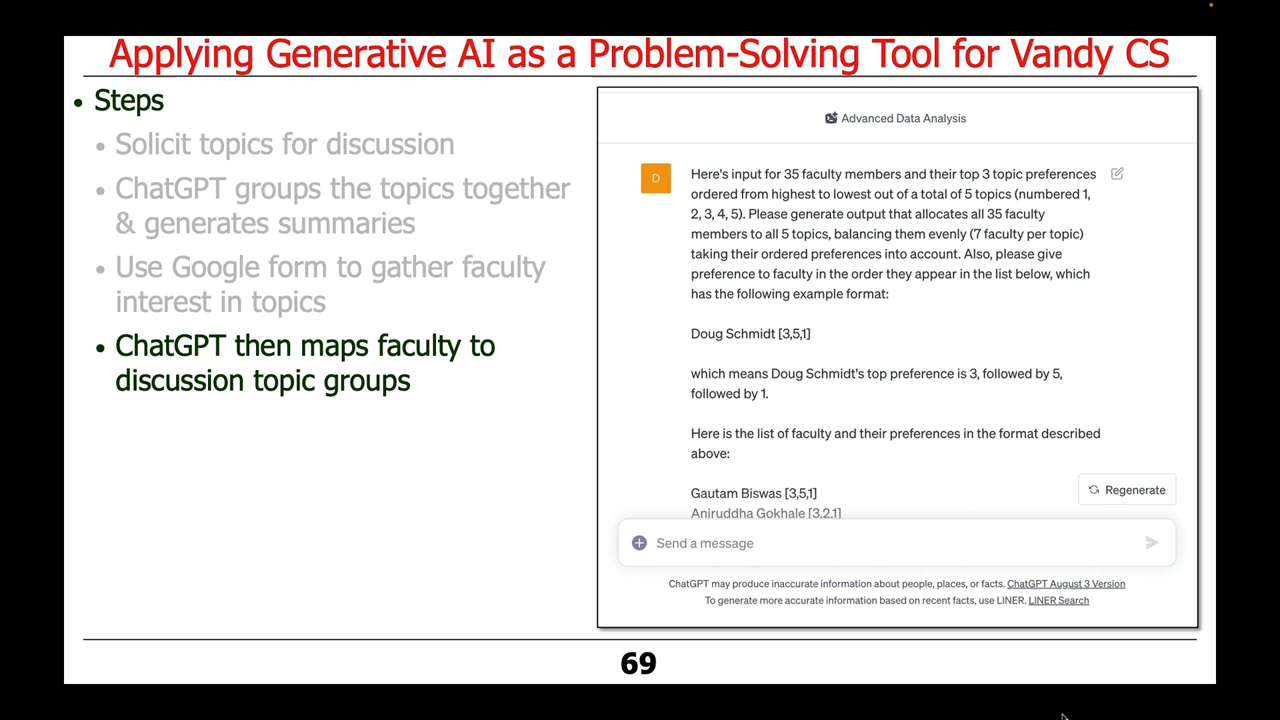 Applying Generative AI as a Problem-Solving Tool for Vandy CS
• Steps
• Solicit topics for discussion
• ChatGPT groups the topics together
& generates summaries
• Use Google form to gather faculty
interest in topics
• ChatGPT then maps faculty to
discussion topic groups
Advanced Data Analysis
D
Here's input for 35 faculty members and their top 3 topic preferences
ordered from highest to lowest out of a total of 5 topics (numbered 1,
2, 3, 4, 5). Please generate output that allocates all 35 faculty
members to all 5 topics, balancing them evenly (7 faculty per topic)
taking their ordered preferences into account. Also, please give
preference to faculty in the order they appear in the list below, which
has the following example format:
Doug Schmidt [3,5,1]
which means Doug Schmidt's top preference is 3, followed by 5,
followed by 1.
Here is the list of faculty and their preferences in the format described
above:
Gautam Biswas [3,5,1]
Aniruddha Gokhale [3,2,1]
Regenerate
Send a message
ChatGPT may produce inaccurate information about people, places, or facts. ChatGPT August 3 Version
To generate more accurate information based on recent facts, use LINER. LINER Search
69